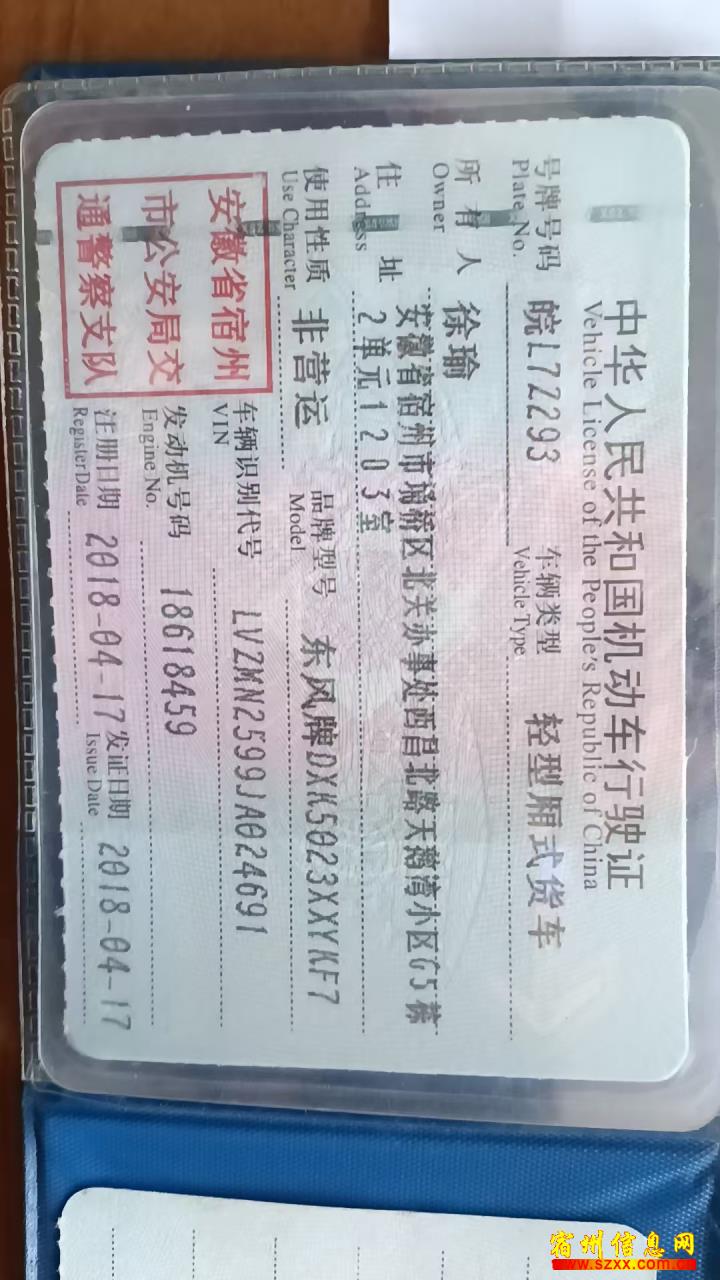 中华人民共和国机动车行驶证
Vehicle License of the People's Republic of China
号牌号码 皖L7Z293 车辆类型 轻型厢式货车
Plate No. Vehicle Type
所有人 徐瑜
Owner
住址 安徽省宿州市埇桥区北关办事处西昌北路天鹅湾小区G5栋
Address 2单元1203室
使用性质 非营运 品牌型号 东风牌DXK5023XXYKF7
Use Character Model
安徽省宿州
市公安局交
通警察支队
车辆识别代号 LVZMN2599JA024691
VIN
发动机号码 18618459
Engine No.
注册日期 2018-04-17 发证日期 2018-04-17
Register Date Issue Date
宿州信息网
www.szxx.com.cn